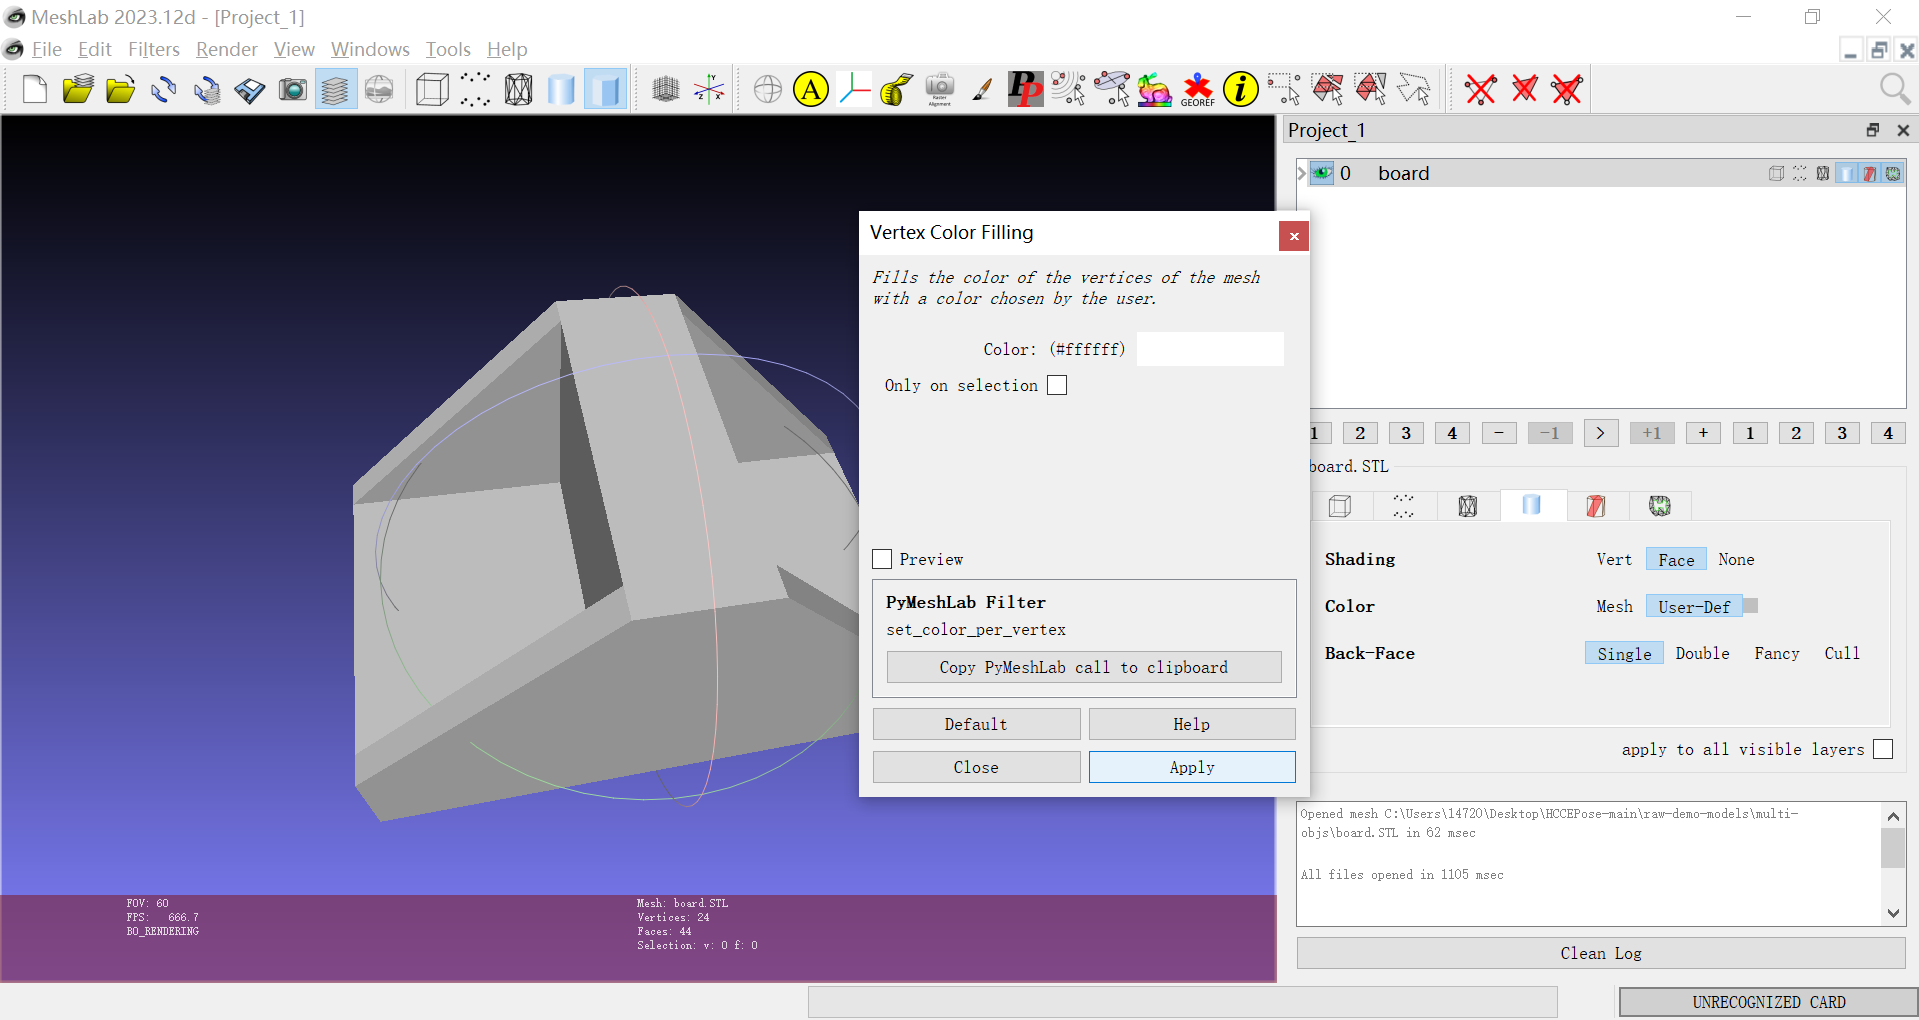 MeshLab 2023.12d - [Project_1]
File Edit Filters Render View Windows Tools Help
A
Raster Alignment
PP
GEOREF
i
Project_1
0 board
Vertex Color Filling
Fills the color of the vertices of the mesh
with a color chosen by the user.
Color: (#ffffff)
Only on selection
Preview
PyMeshLab Filter
set_color_per_vertex
Copy PyMeshLab call to clipboard
Default Help
Close Apply
1 2 3 4 - -1 > +1 + 1 2 3 4
board.STL
Shading Vert Face None
Color Mesh User-Def
Back-Face Single Double Fancy Cull
apply to all visible layers
Opened mesh C:\Users\14720\Desktop\HCCEPose-main\raw-demo-models\multi-
objs\board.STL in 62 msec
All files opened in 1105 msec
Clean Log
FOV: 60
FPS: 666.7
BO_RENDERING
Mesh: board.STL
Vertices: 24
Faces: 44
Selection: v: 0 f: 0
UNRECOGNIZED CARD